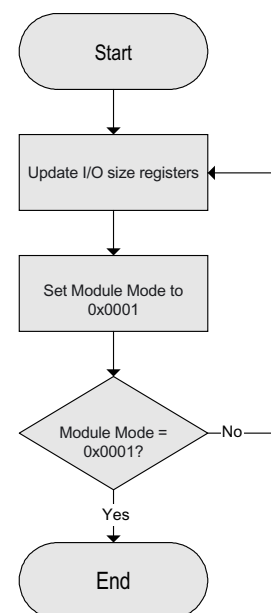 Start
Update I/O size registers
Set Module Mode to
0x0001
Module Mode =
0x0001?
No
Yes
End